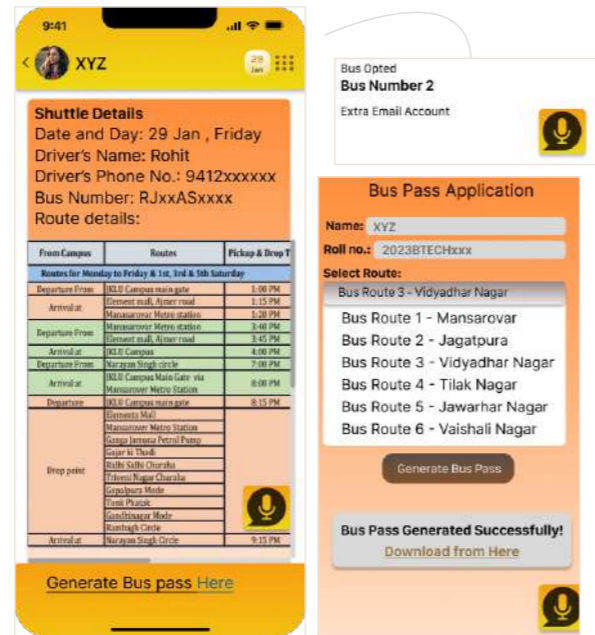 9:41
XYZ
29
Jan
Shuttle Details
Date and Day: 29 Jan , Friday
Driver's Name: Rohit
Driver's Phone No.: 9412xxxxxx
Bus Number: RJxxASxxxx
Route details:
From Campus Routes Pickup & Drop T
Routes for Monday to Friday & 1st, 3rd & 5th Saturday
Departure From JKLU Campus main gate 1:00 PM
Arrival at Element mall, Ajmer road 1:15 PM
Manasarovar Metro station 1:20 PM
Departure From Manasarovar Metro station 3:40 PM
Element mall, Ajmer road 3:45 PM
Arrival at JKLU Campus 4:00 PM
Departure From Narayan Singh circle 7:00 PM
Arrival at JKLU Campus Main Gate via
Mansarover Metro Station 8:00 PM
Departure JKLU Campus main gate 8:15 PM
Drop point
Elements Mall
Mansarover Metro Station
Ganga Jamuna Petrol Pump
Gujar ki Thadi
Ridhi Sidhi Churaha
Triveni Nagar Churaha
Gopalpura Mode
Tonk Phatak
Gandhinagar Mode
Rambagh Circle
Arrival at Narayan Singh Circle 9:15 PM
Generate Bus pass Here
Bus Opted
Bus Number 2
Extra Email Account
Bus Pass Application
Name: XYZ
Roll no.: 2023BTECHxxx
Select Route:
Bus Route 3 - Vidyadhar Nagar
Bus Route 1 - Mansarovar
Bus Route 2 - Jagatpura
Bus Route 3 - Vidyadhar Nagar
Bus Route 4 - Tilak Nagar
Bus Route 5 - Jawarhar Nagar
Bus Route 6 - Vaishali Nagar
Generate Bus Pass
Bus Pass Generated Successfully!
Download from Here